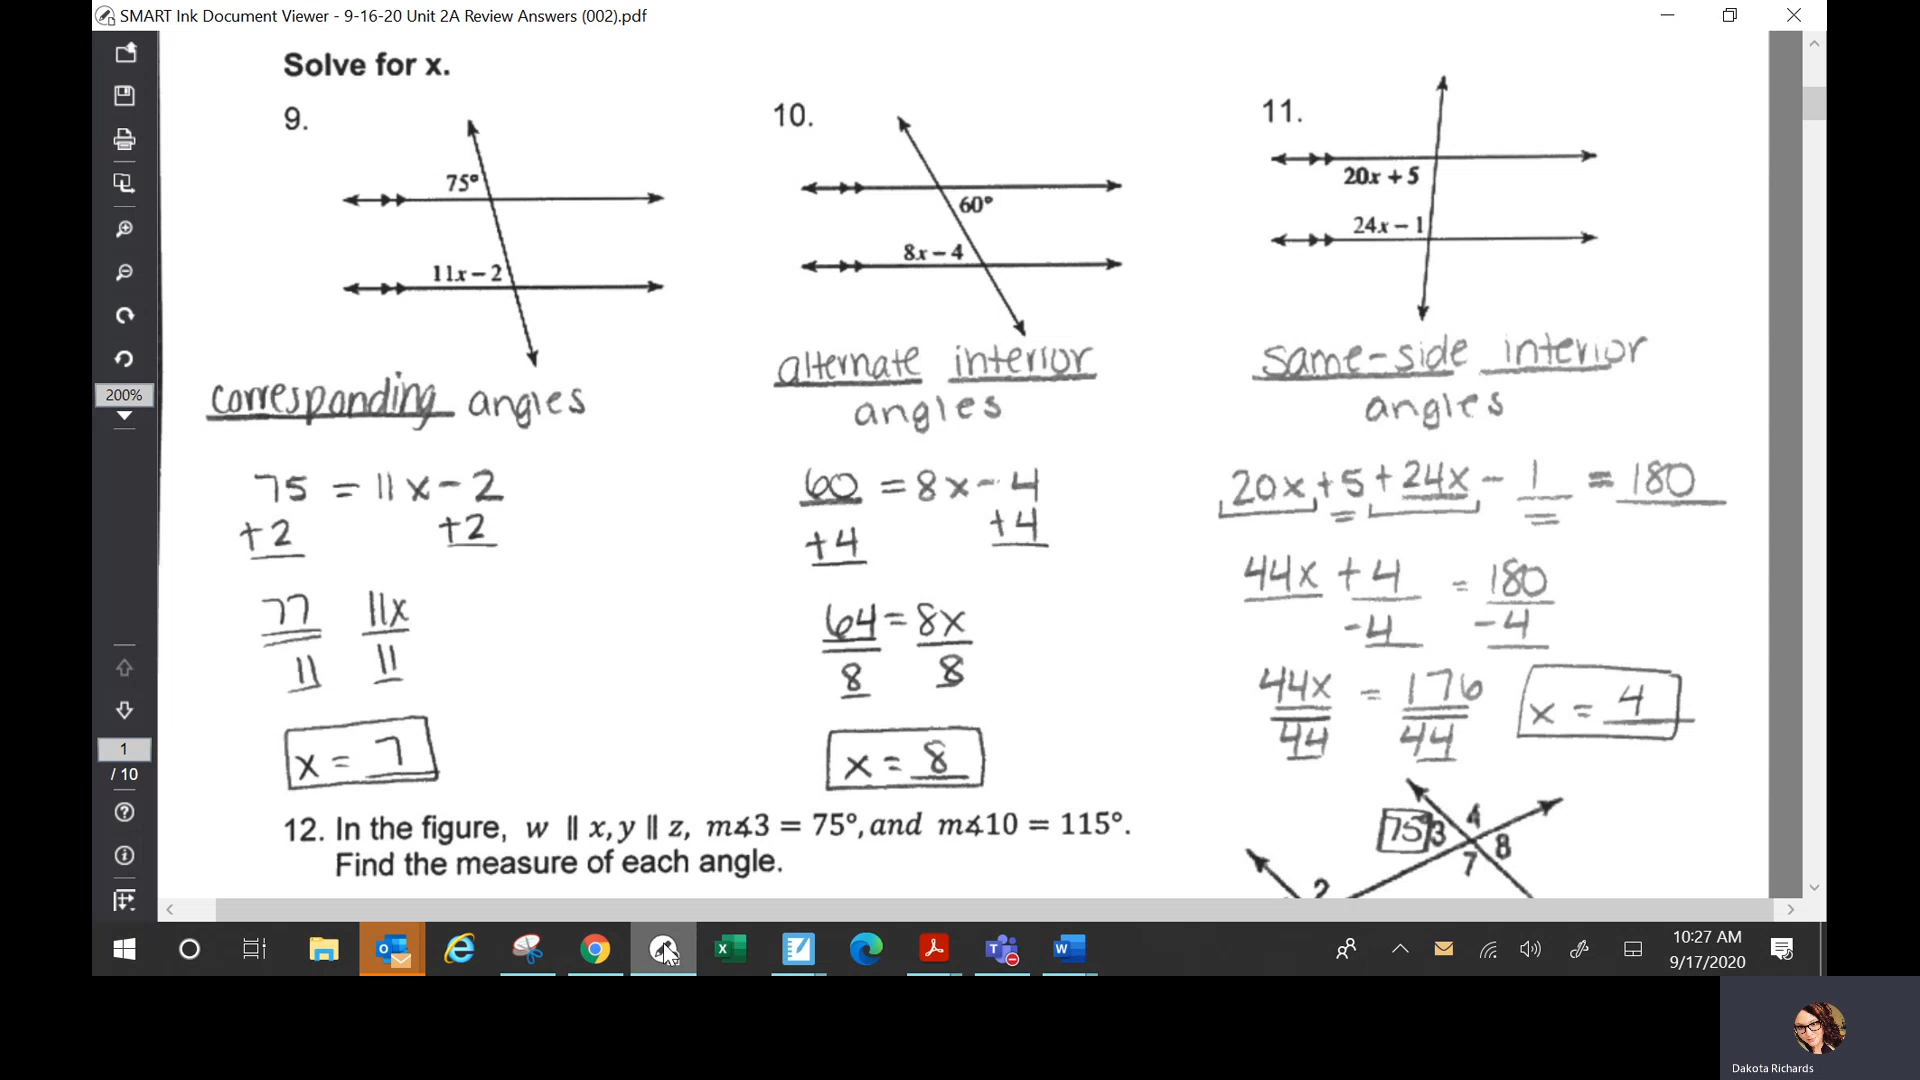 SMART Ink Document Viewer - 9-16-20 Unit 2A Review Answers (002).pdf
Solve for x.
9.
75°
11x − 2
corresponding angles
75 = 11x − 2
+2 +2
77 11x
11 11
x = 7
10.
60°
8x − 4
alternate interior
angles
60 = 8x − 4
+4 +4
64 = 8x
8 8
x = 8
11.
20x + 5
24x − 1
same-side interior
angles
20x + 5 + 24x − 1 = 180
44x + 4 = 180
-4 -4
44x = 176
44 44
x = 4
12. In the figure, w ∥ x, y ∥ z, m∡3 = 75°, and m∡10 = 115°.
Find the measure of each angle.
75° 3 4
7 8
2
200%
1
/ 10
10:27 AM
9/17/2020
Dakota Richards